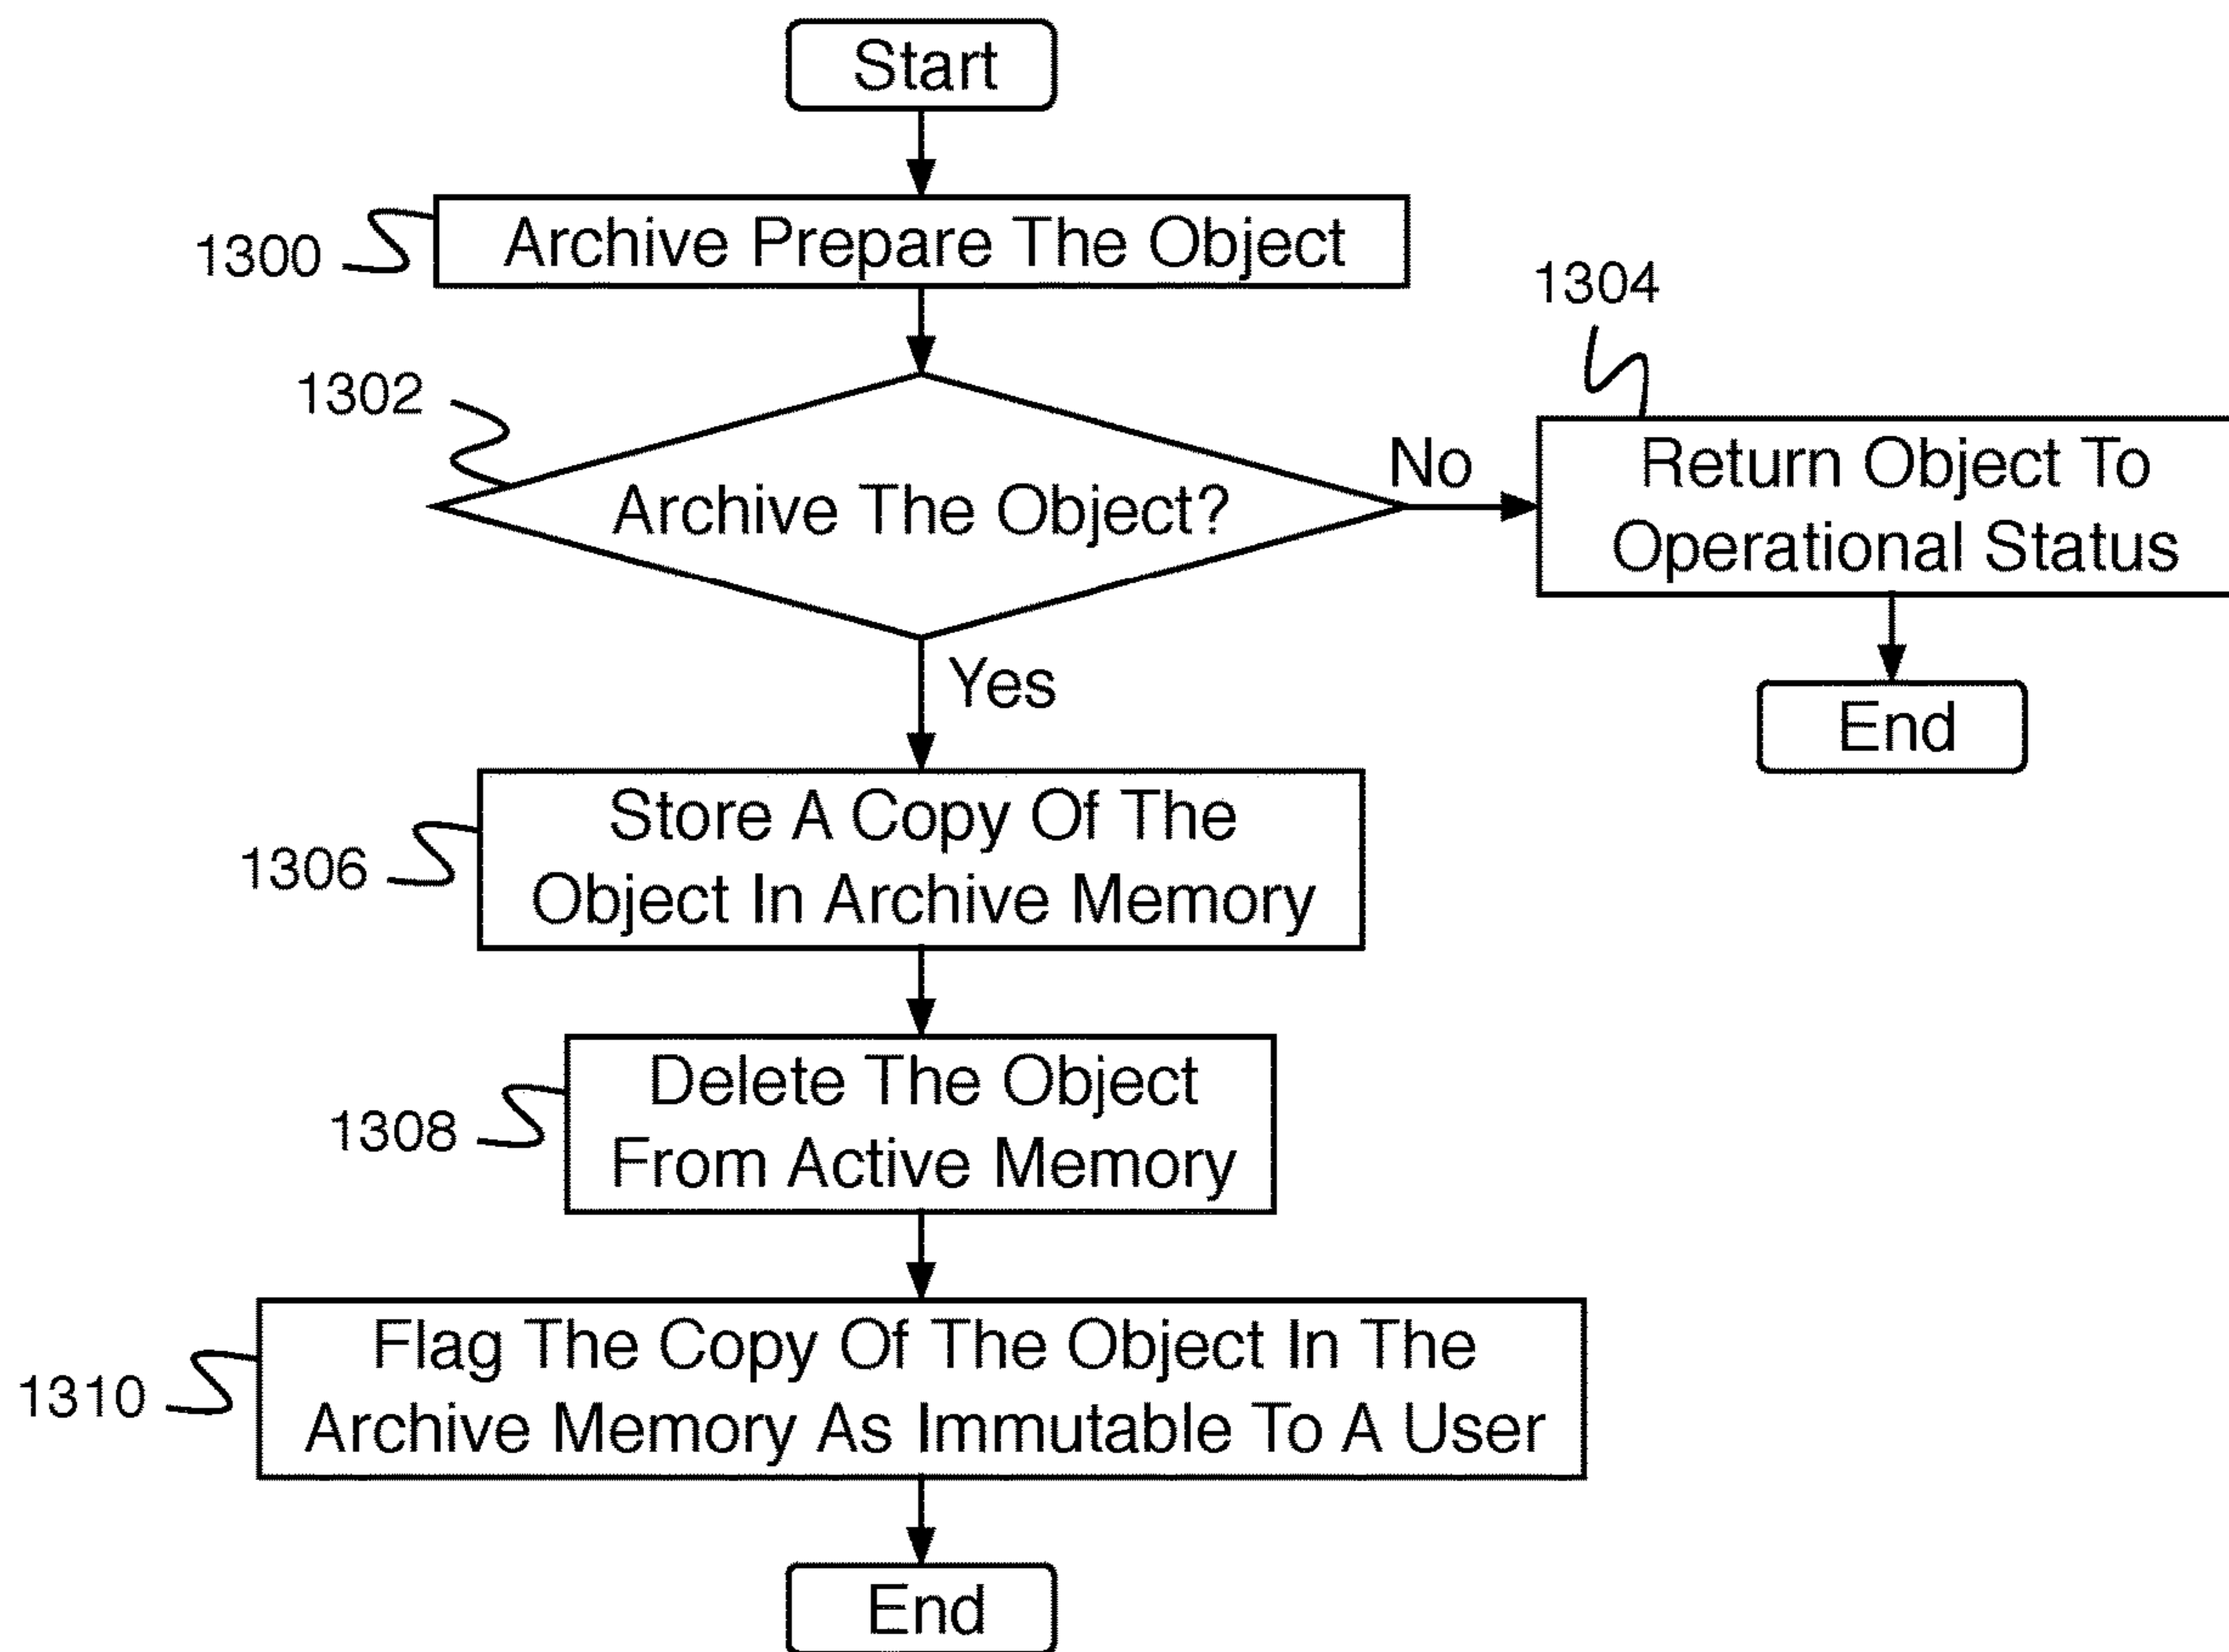 Start
1300
Archive Prepare The Object
1304
1302
Archive The Object?
No
Return Object To
Operational Status
Yes
End
1306
Store A Copy Of The
Object In Archive Memory
1308
Delete The Object
From Active Memory
1310
Flag The Copy Of The Object In The
Archive Memory As Immutable To A User
End